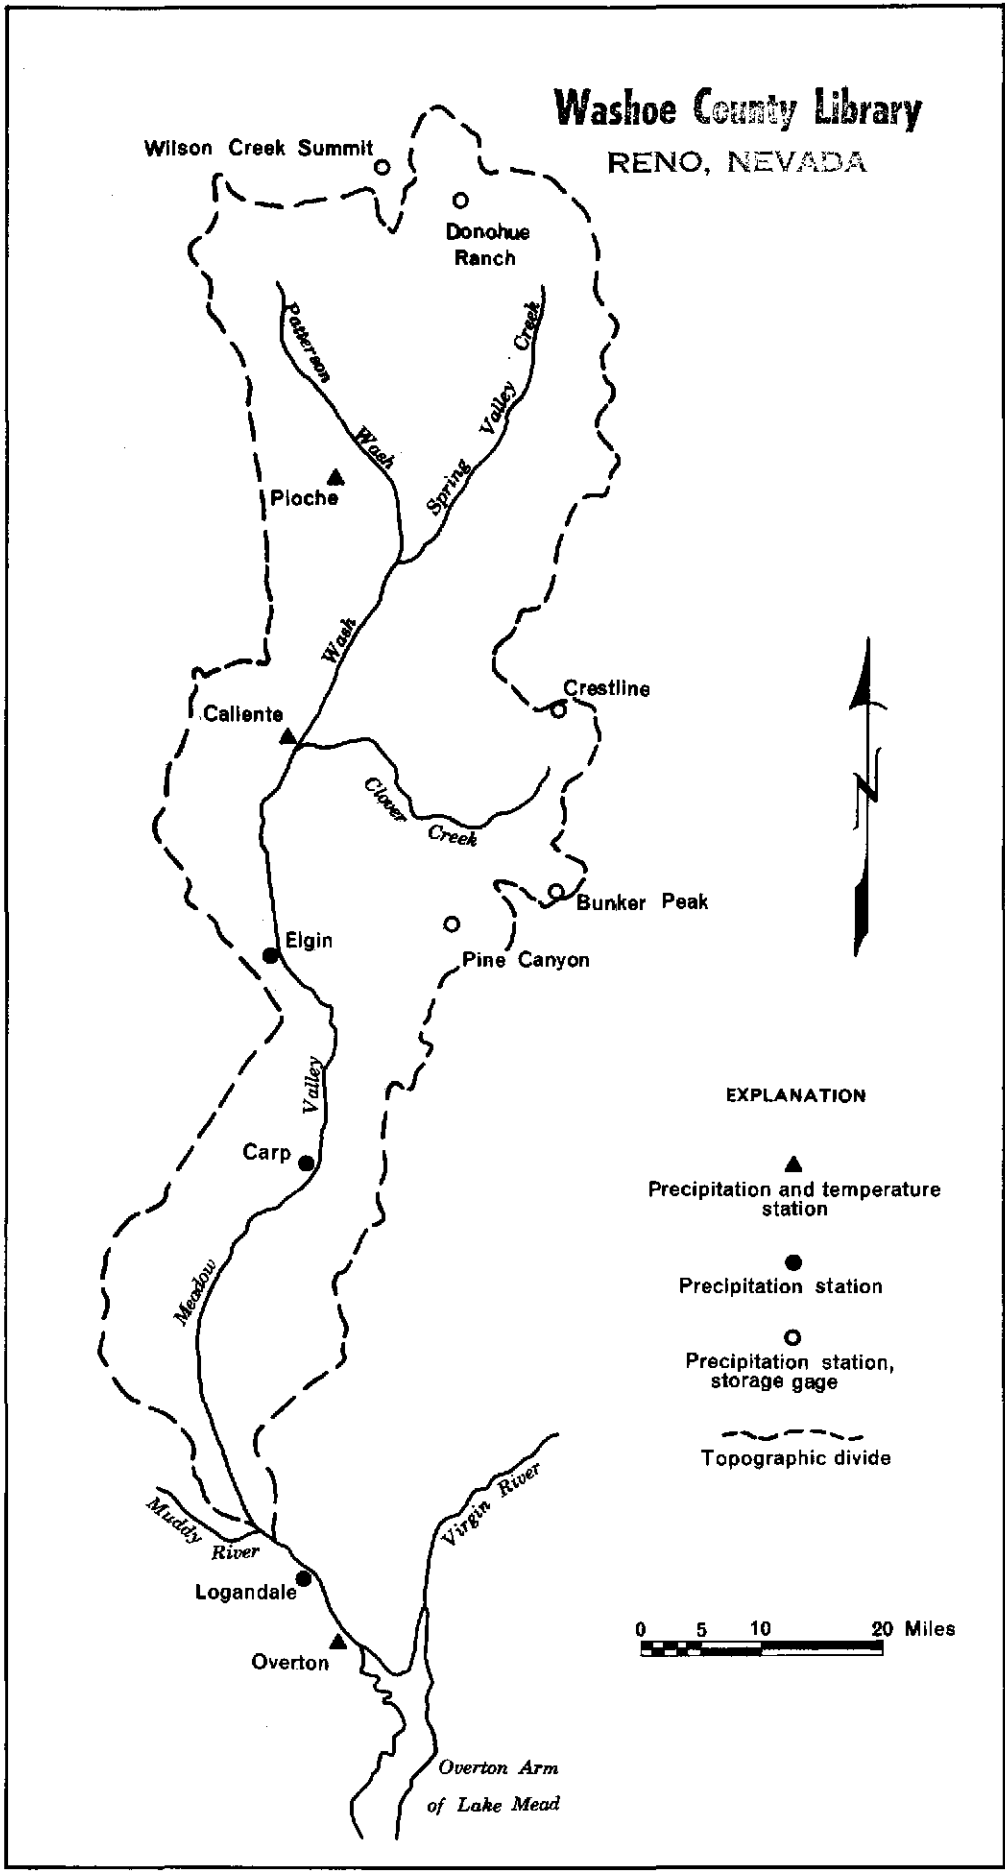 Washoe County Library
RENO, NEVADA
Wilson Creek Summit
Donohue
Ranch
Patterson
Wash
Spring Valley Creek
Pioche
Wash
Crestline
Caliente
Clover
Creek
Bunker Peak
Elgin
Pine Canyon
Valley
EXPLANATION
Carp
Precipitation and temperature
station
Meadow
Precipitation station
Precipitation station,
storage gage
Topographic divide
Virgin River
Muddy
River
Logandale
0 5 10 20 Miles
Overton
Overton Arm
of Lake Mead